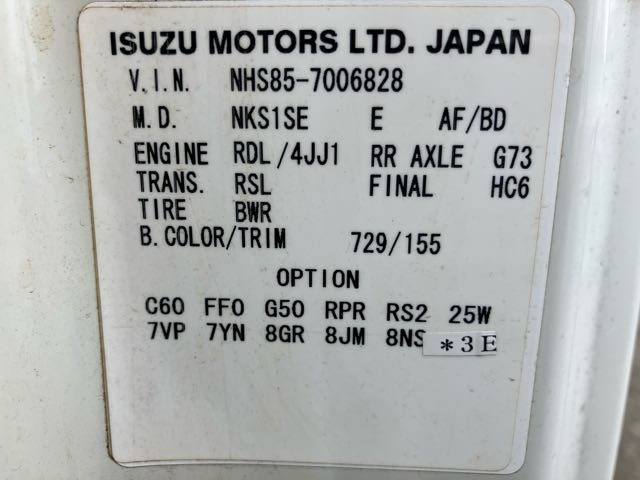 ISUZU MOTORS LTD. JAPAN
V.I.N. NHS85-7006828
M.D. NKS1SE E AF/BD
ENGINE RDL/4JJ1 RR AXLE G73
TRANS. RSL FINAL HC6
TIRE BWR
B.COLOR/TRIM 729/155
OPTION
C60 FF0 G50 RPR RS2 25W
7VP 7YN 8GR 8JM 8NS *3E